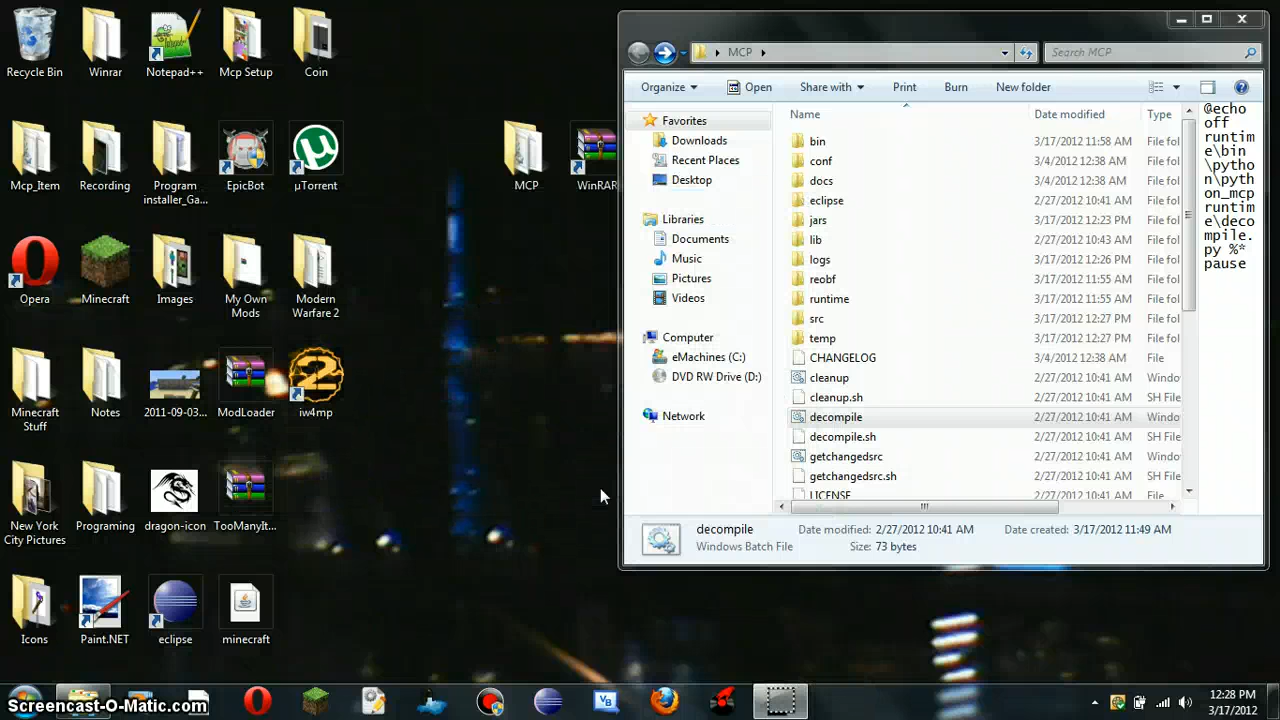 Recycle Bin
Winrar
Notepad++
Mcp Setup
Coin
Mcp_Item
Recording
Program
installer_Ga...
EpicBot
µTorrent
MCP
WinRAR
Opera
Minecraft
Images
My Own
Mods
Modern
Warfare 2
Minecraft
Stuff
Notes
2011-09-03...
ModLoader
iw4mp
New York
City Pictures
Programing
dragon-icon
TooManyIt...
Icons
Paint.NET
eclipse
minecraft
MCP
Search MCP
Organize
Open
Share with
Print
Burn
New folder
Favorites
Downloads
Recent Places
Desktop
Libraries
Documents
Music
Pictures
Videos
Computer
eMachines (C:)
DVD RW Drive (D:)
Network
Name Date modified Type
bin 3/17/2012 11:58 AM File fol
conf 3/4/2012 12:38 AM File fol
docs 3/4/2012 12:38 AM File fol
eclipse 2/27/2012 10:41 AM File fol
jars 3/17/2012 12:23 PM File fol
lib 2/27/2012 10:43 AM File fol
logs 3/17/2012 12:26 PM File fol
reobf 3/17/2012 11:55 AM File fol
runtime 3/17/2012 11:55 AM File fol
src 3/17/2012 12:27 PM File fol
temp 3/17/2012 12:27 PM File fol
CHANGELOG 3/4/2012 12:38 AM File
cleanup 2/27/2012 10:41 AM Windo
cleanup.sh 2/27/2012 10:41 AM SH File
decompile 2/27/2012 10:41 AM Windo
decompile.sh 2/27/2012 10:41 AM SH File
getchangedsrc 2/27/2012 10:41 AM Windo
getchangedsrc.sh 2/27/2012 10:41 AM SH File
LICENSE 2/27/2012 10:41 AM File
@echo
off
runtim
e\bin
\pytho
n\pyth
on_mcp
runtim
e\deco
mpile.
py %*
pause
decompile Date modified: 2/27/2012 10:41 AM Date created: 3/17/2012 11:49 AM
Windows Batch File Size: 73 bytes
Screencast-O-Matic.com
VB
12:28 PM
3/17/2012